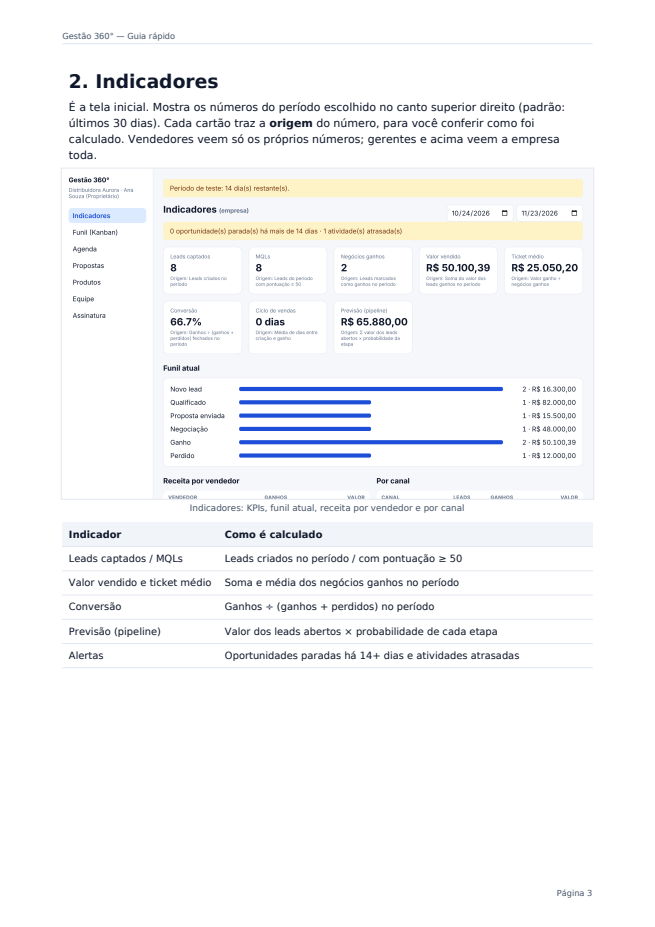 Gestão 360° — Guia rápido
2. Indicadores
É a tela inicial. Mostra os números do período escolhido no canto superior direito (padrão:
últimos 30 dias). Cada cartão traz a origem do número, para você conferir como foi
calculado. Vendedores veem só os próprios números; gerentes e acima veem a empresa
toda.
Gestão 360°
Distribuidora Aurora · Ana
Souza (Proprietário)
Indicadores
Funil (Kanban)
Agenda
Propostas
Produtos
Equipe
Assinatura
Período de teste: 14 dia(s) restante(s).
Indicadores (empresa)
10/24/2026
11/23/2026
0 oportunidade(s) parada(s) há mais de 14 dias · 1 atividade(s) atrasada(s)
Leads captados
8
Origem: Leads criados no
período
MQLs
8
Origem: Leads do período
com pontuação ≥ 50
Negócios ganhos
2
Origem: Leads marcados
como ganhos no período
Valor vendido
R$ 50.100,39
Origem: Soma do valor dos
leads ganhos no período
Ticket médio
R$ 25.050,20
Origem: Valor ganho ÷
negócios ganhos
Conversão
66.7%
Origem: Ganhos ÷ (ganhos +
perdidos) fechados no
período
Ciclo de vendas
0 dias
Origem: Média de dias entre
criação e ganho
Previsão (pipeline)
R$ 65.880,00
Origem: Σ valor dos leads
abertos × probabilidade da
etapa
Funil atual
Novo lead 2 · R$ 16.300,00
Qualificado 1 · R$ 82.000,00
Proposta enviada 1 · R$ 15.500,00
Negociação 1 · R$ 48.000,00
Ganho 2 · R$ 50.100,39
Perdido 1 · R$ 12.000,00
Receita por vendedor
Por canal
VENDEDOR GANHOS VALOR
CANAL LEADS GANHOS VALOR
Indicadores: KPIs, funil atual, receita por vendedor e por canal
Indicador Como é calculado
Leads captados / MQLs Leads criados no período / com pontuação ≥ 50
Valor vendido e ticket médio Soma e média dos negócios ganhos no período
Conversão Ganhos ÷ (ganhos + perdidos) no período
Previsão (pipeline) Valor dos leads abertos × probabilidade de cada etapa
Alertas Oportunidades paradas há 14+ dias e atividades atrasadas
Página 3